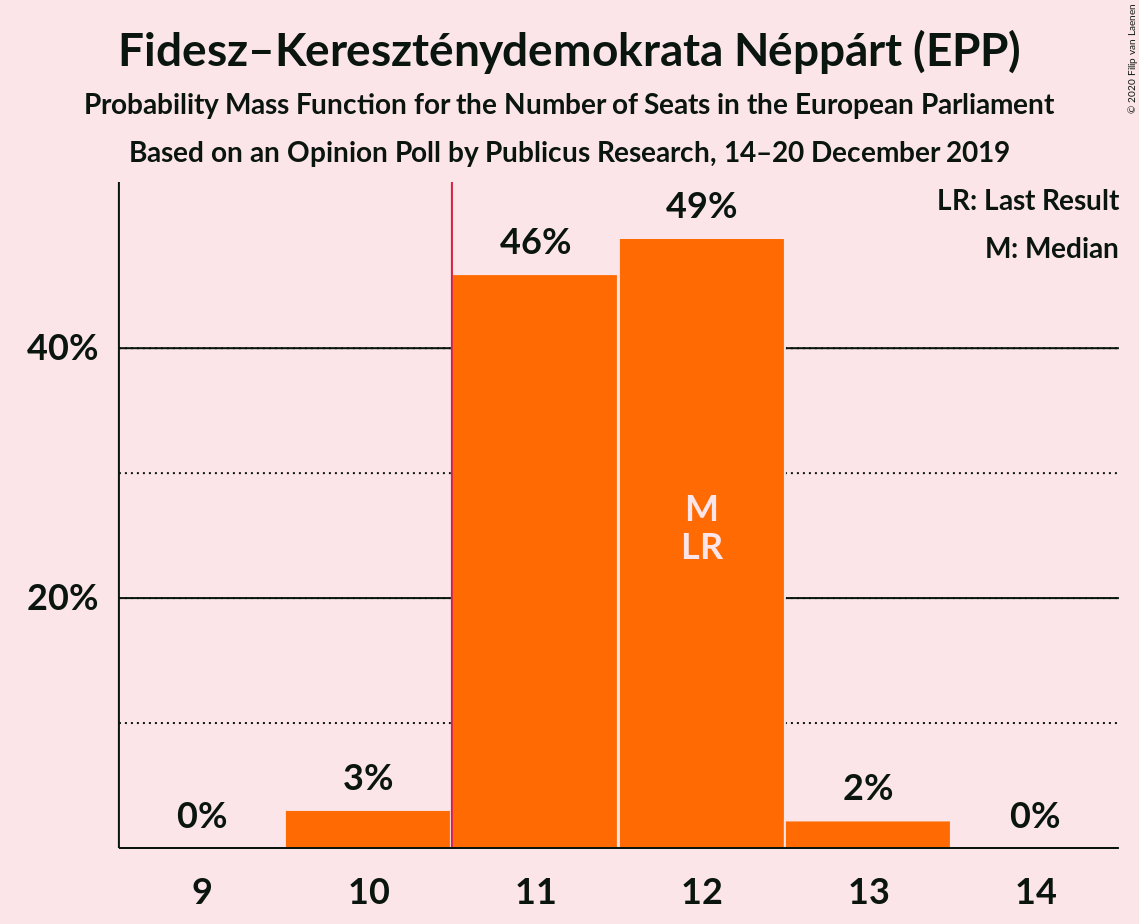 Fidesz–Kereszténydemokrata Néppárt (EPP)
Probability Mass Function for the Number of Seats in the European Parliament
Based on an Opinion Poll by Publicus Research, 14–20 December 2019
© 2020 Filip van Laenen
LR: Last Result
M: Median
49%
46%
40%
M
LR
20%
3%
2%
0%
0%
9 10 11 12 13 14